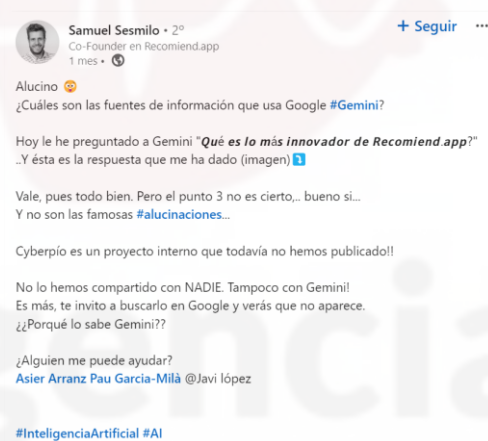 Samuel Sesmilo • 2º
+ Seguir ...
Co-Founder en Recomiend.app
1 mes •
Alucino 😳
¿Cuáles son las fuentes de información que usa Google #Gemini?
Hoy le he preguntado a Gemini "Qué es lo más innovador de Recomiend.app?"
..Y ésta es la respuesta que me ha dado (imagen) ⤵️
Vale, pues todo bien. Pero el punto 3 no es cierto,.. bueno si...
Y no son las famosas #alucinaciones...
Cyberpío es un proyecto interno que todavía no hemos publicado!!
No lo hemos compartido con NADIE. Tampoco con Gemini!
Es más, te invito a buscarlo en Google y verás que no aparece.
¿¿Porqué lo sabe Gemini??
¿Alguien me puede ayudar?
Asier Arranz Pau Garcia-Milà @Javi lópez
#InteligenciaArtificial #AI